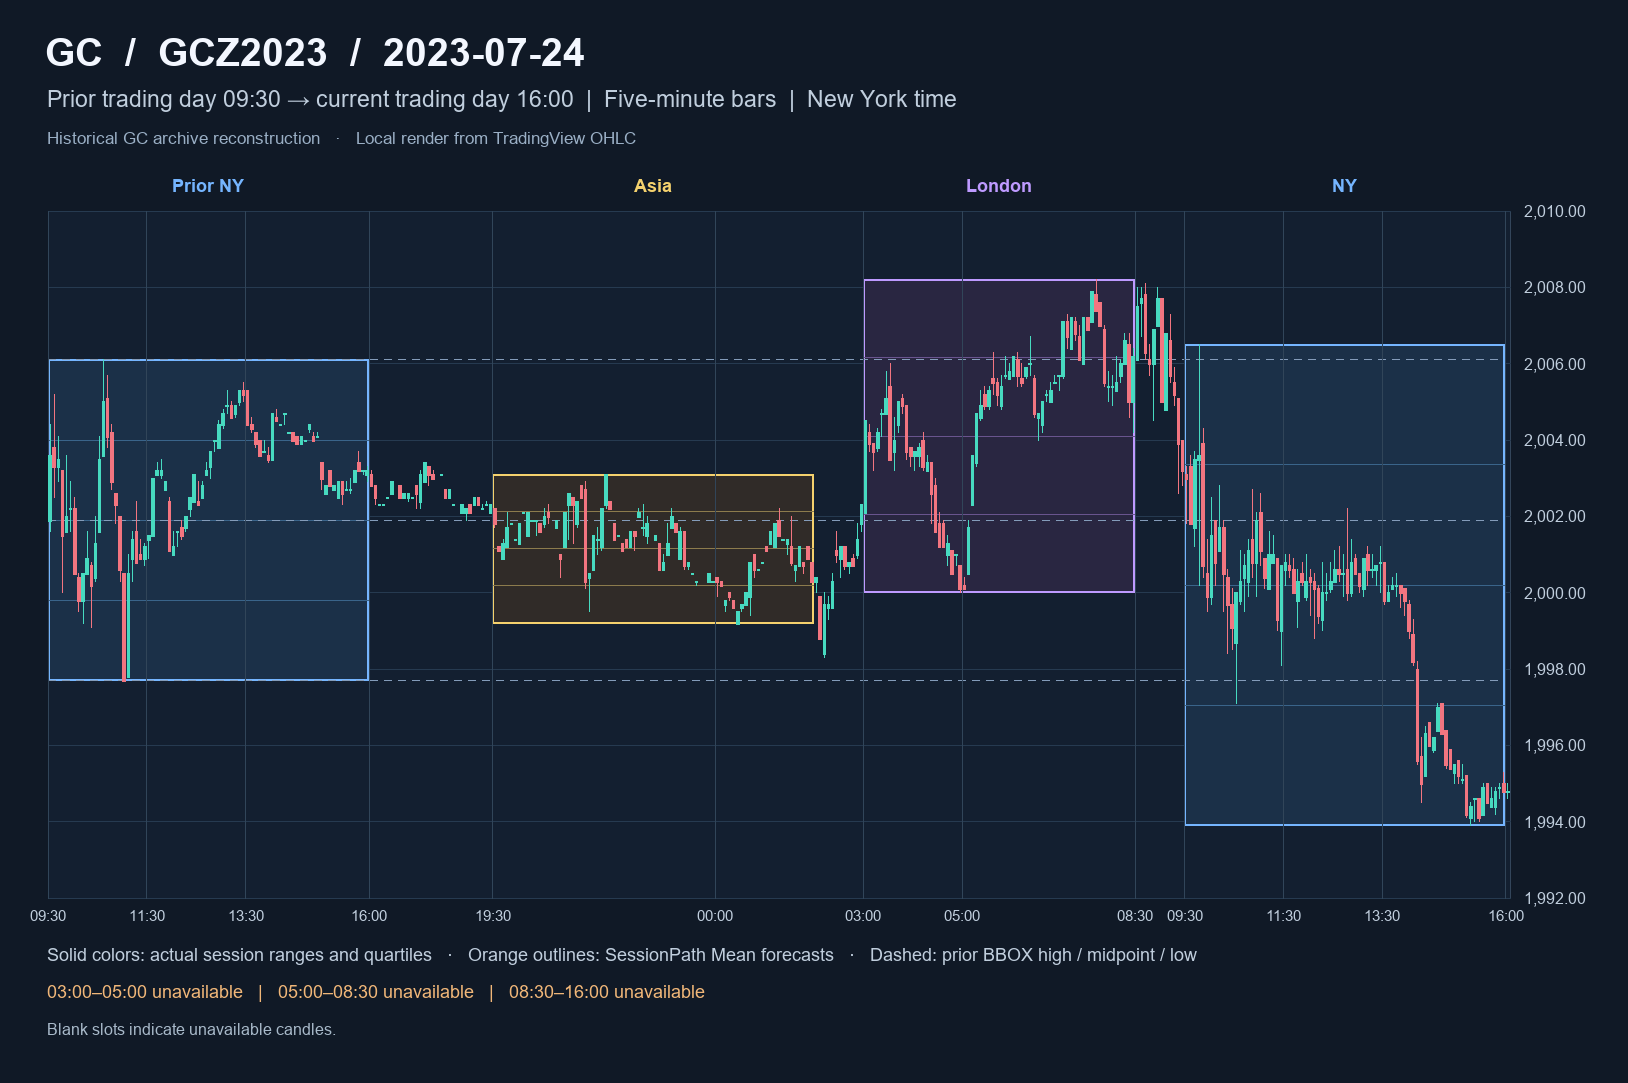 GC / GCZ2023 / 2023-07-24
Prior trading day 09:30 → current trading day 16:00 | Five-minute bars | New York time
Historical GC archive reconstruction · Local render from TradingView OHLC
Prior NY Asia London NY
2,010.00
2,008.00
2,006.00
2,004.00
2,002.00
2,000.00
1,998.00
1,996.00
1,994.00
1,992.00
09:30 11:30 13:30 16:00 19:30 00:00 03:00 05:00 08:30 09:30 11:30 13:30 16:00
Solid colors: actual session ranges and quartiles · Orange outlines: SessionPath Mean forecasts · Dashed: prior BBOX high / midpoint / low
03:00–05:00 unavailable | 05:00–08:30 unavailable | 08:30–16:00 unavailable
Blank slots indicate unavailable candles.